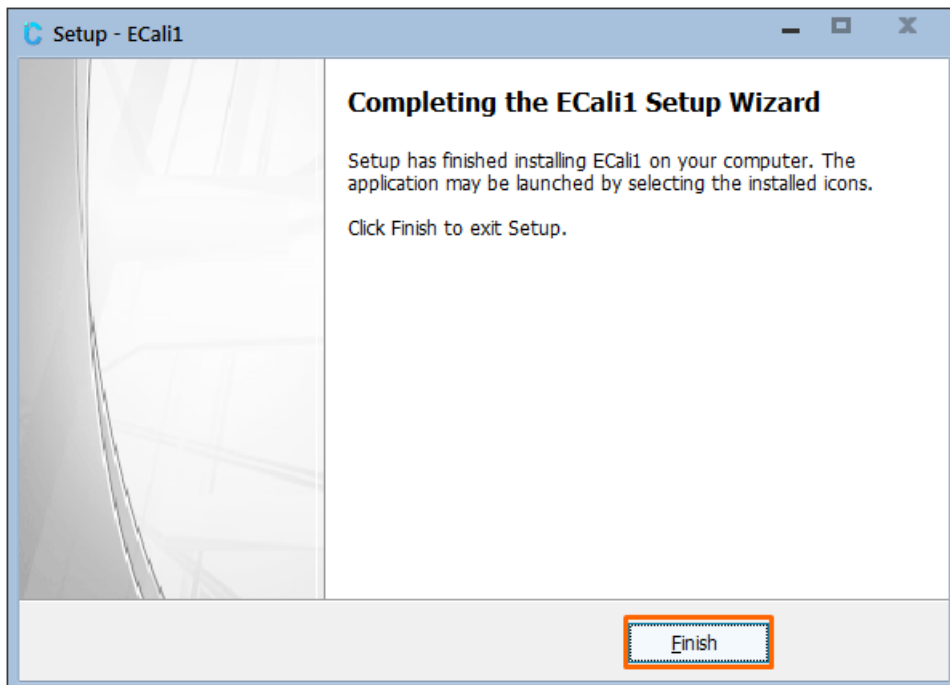 Setup - ECali1
Completing the ECali1 Setup Wizard
Setup has finished installing ECali1 on your computer. The
application may be launched by selecting the installed icons.
Click Finish to exit Setup.
Finish